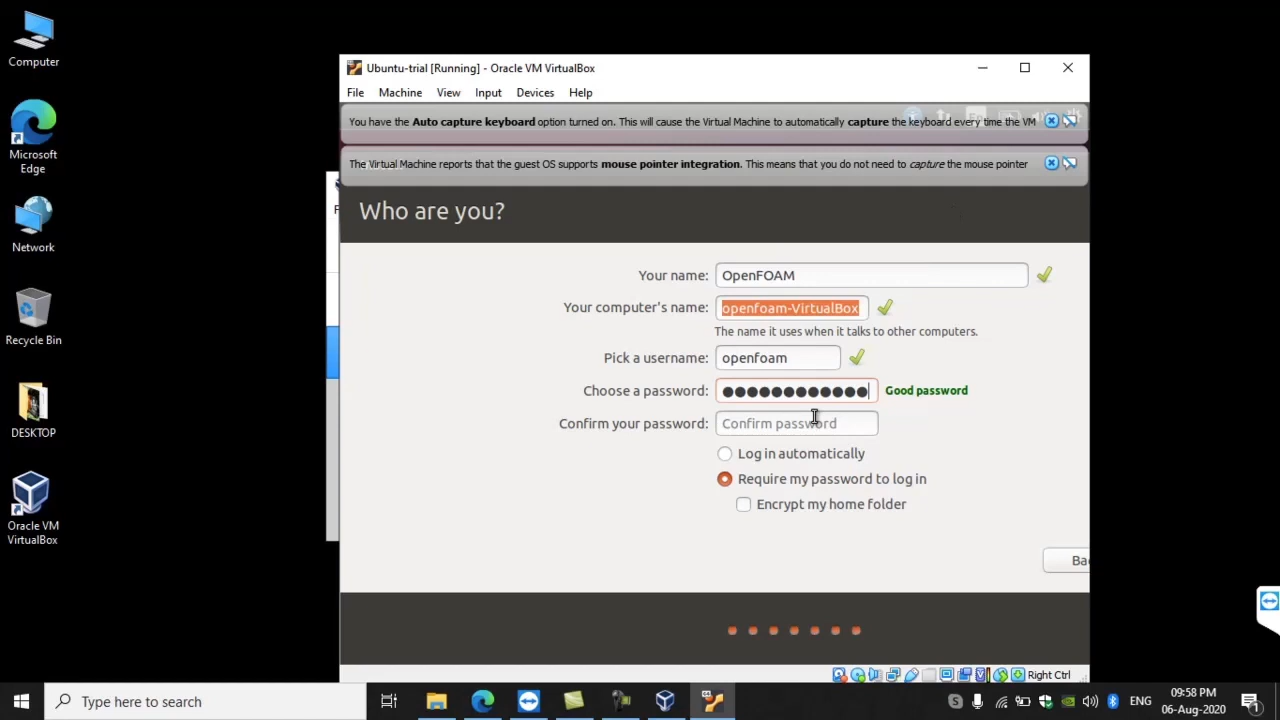 Computer
Microsoft
Edge
Network
Recycle Bin
DESKTOP
Oracle VM
VirtualBox
Ubuntu-trial [Running] - Oracle VM VirtualBox
File Machine View Input Devices Help
You have the Auto capture keyboard option turned on. This will cause the Virtual Machine to automatically capture the keyboard every time the VM
The Virtual Machine reports that the guest OS supports mouse pointer integration. This means that you do not need to capture the mouse pointer
Who are you?
Your name: OpenFOAM
Your computer's name: openfoam-VirtualBox
The name it uses when it talks to other computers.
Pick a username: openfoam
Choose a password: ●●●●●●●●●●●● Good password
Confirm your password: Confirm password
Log in automatically
Require my password to log in
Encrypt my home folder
Bac
Right Ctrl
Type here to search
ENG
09:58 PM
06-Aug-2020
1